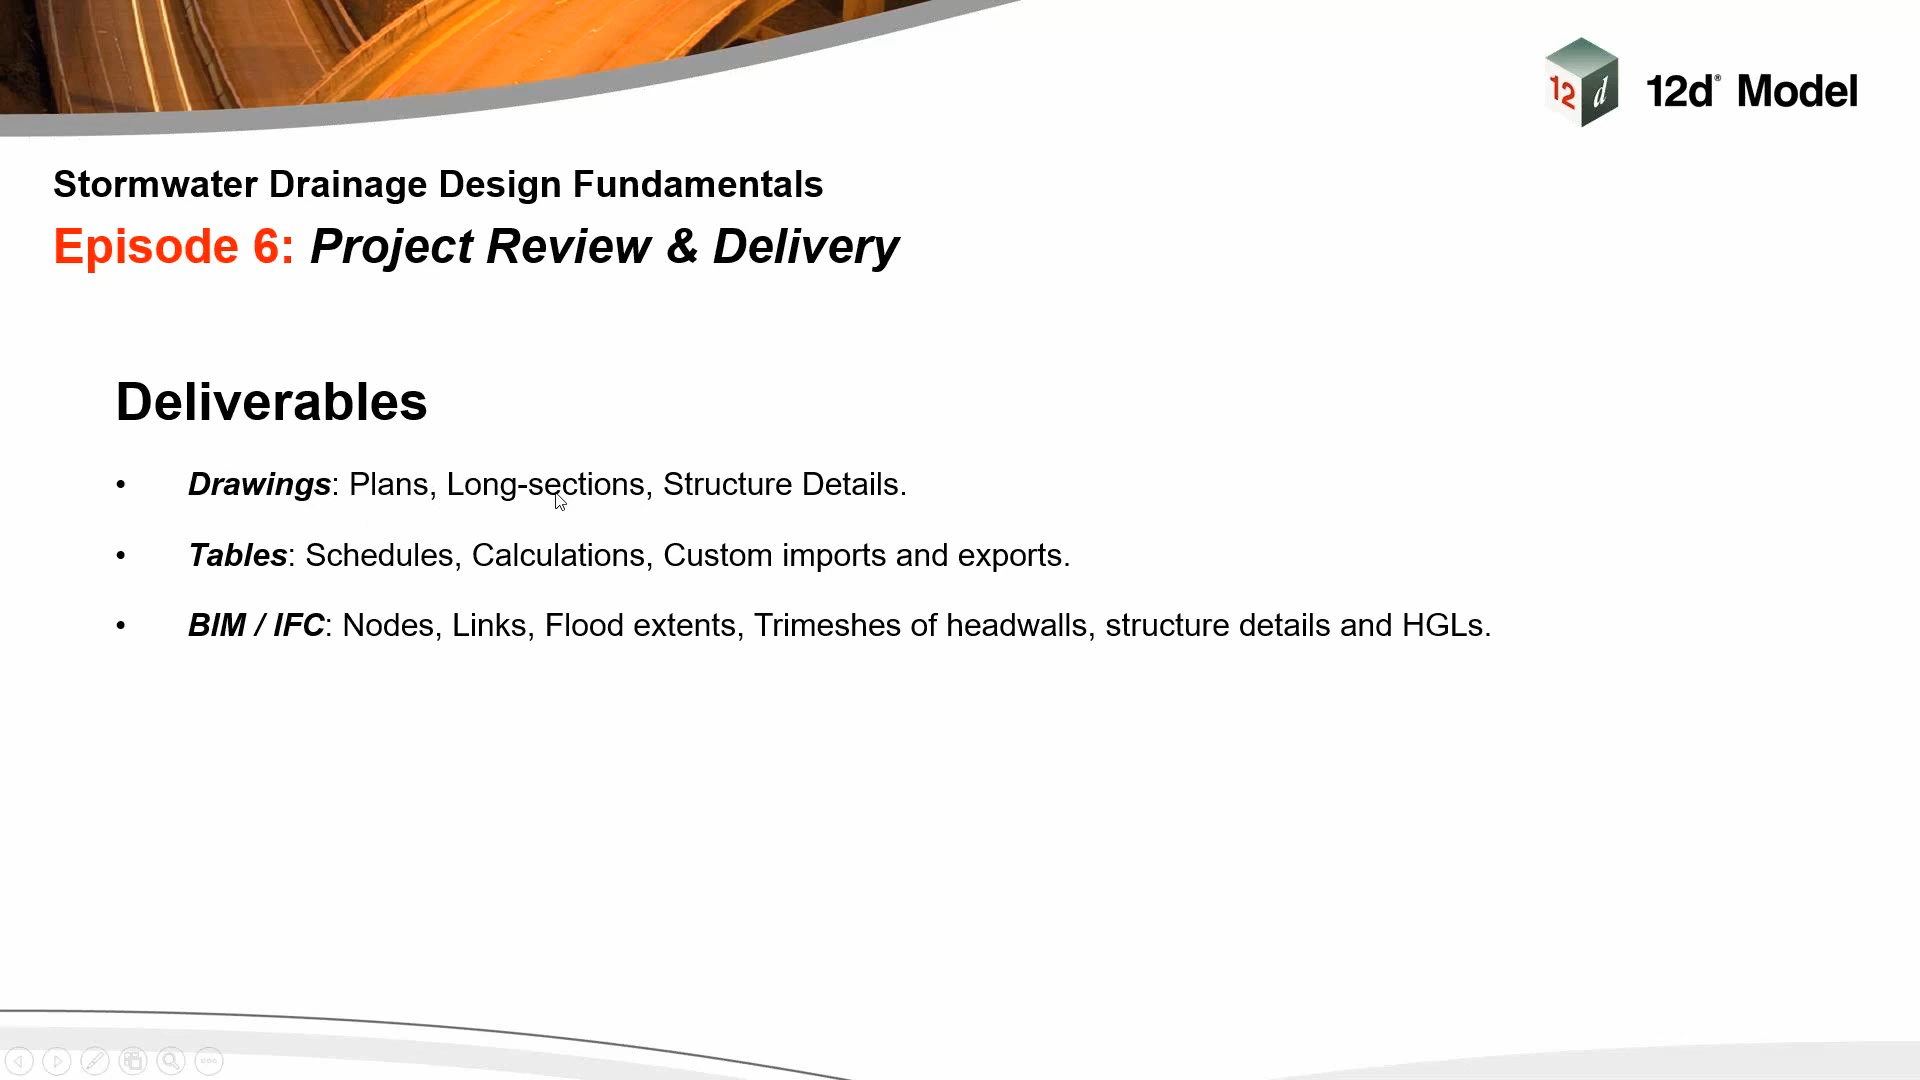 12d® Model
Stormwater Drainage Design Fundamentals
Episode 6: Project Review & Delivery
Deliverables
• Drawings: Plans, Long-sections, Structure Details.
• Tables: Schedules, Calculations, Custom imports and exports.
• BIM / IFC: Nodes, Links, Flood extents, Trimeshes of headwalls, structure details and HGLs.